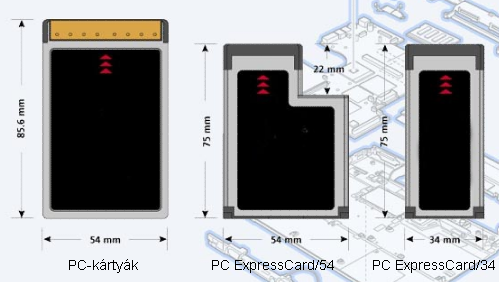 85.6 mm
54 mm
PC-kártyák
75 mm
22 mm
54 mm
PC ExpressCard/54
75 mm
34 mm
PC ExpressCard/34